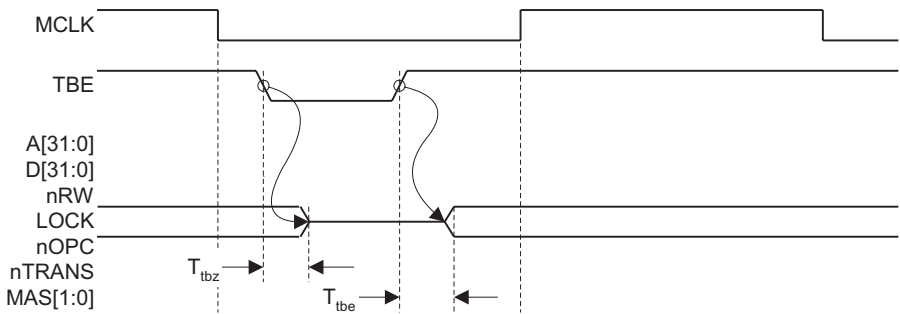 MCLK
TBE
A[31:0]
D[31:0]
nRW
LOCK
nOPC
nTRANS
MAS[1:0]
Ttbz
Ttbe